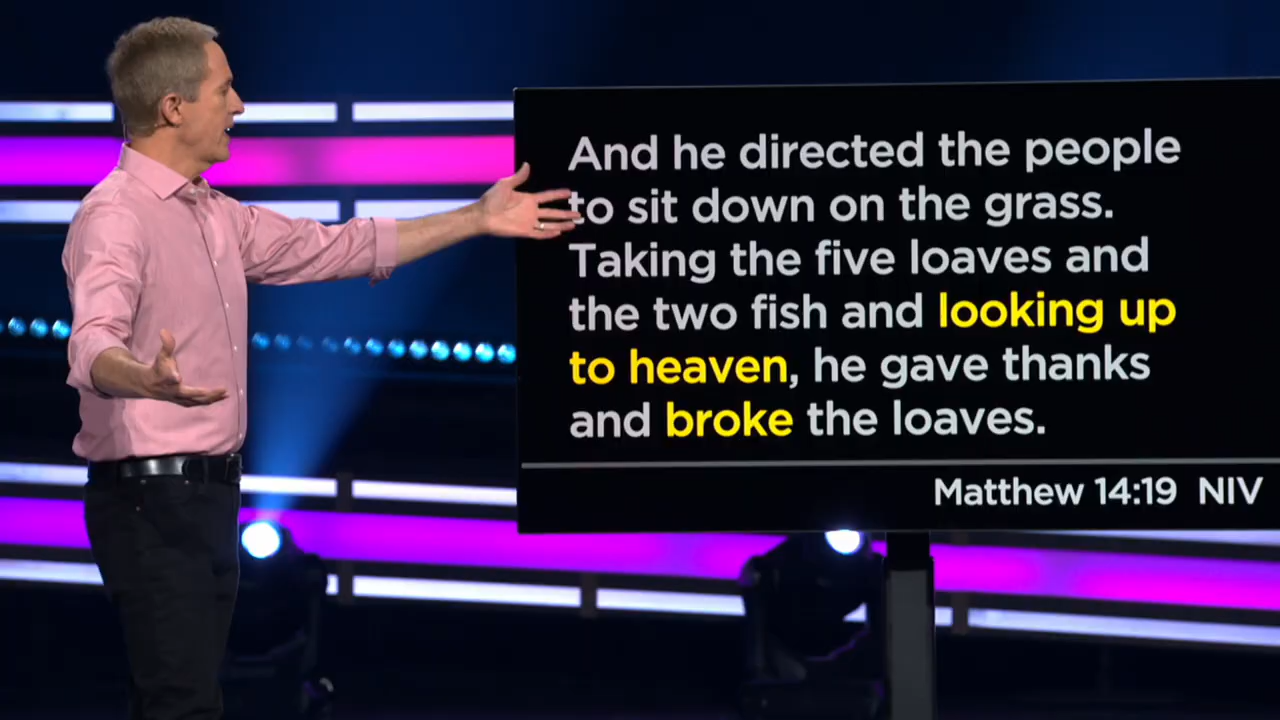 And he directed the people
to sit down on the grass.
Taking the five loaves and
the two fish and looking up
to heaven, he gave thanks
and broke the loaves.
Matthew 14:19 NIV